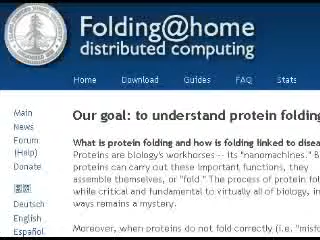 Folding@home
distributed computing
Home Download Guides FAQ Stats
Main
News
Forum
(Help)
Donate
Deutsch
English
Español
Our goal: to understand protein folding
What is protein folding and how is folding linked to disea
Proteins are biology's workhorses -- its "nanomachines." B
proteins can carry out these important functions, they
assemble themselves, or "fold." The process of protein fol
while critical and fundamental to virtually all of biology, in
ways remains a mystery.
Moreover, when proteins do not fold correctly (i.e. "misfo